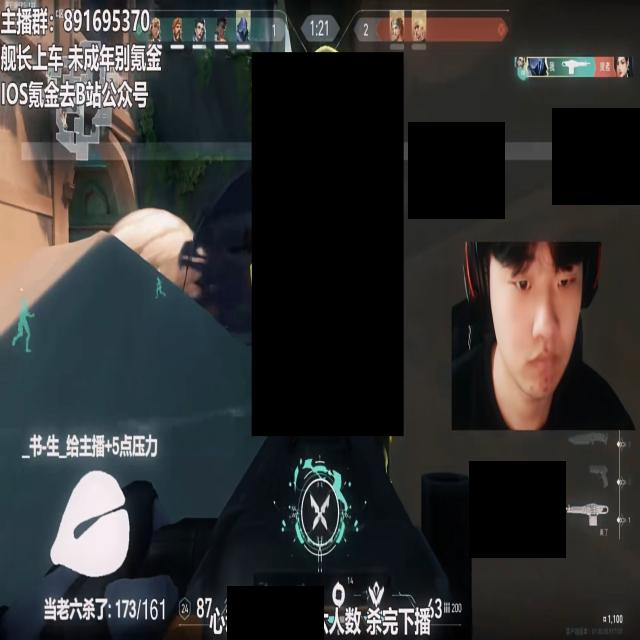 主播群：891695370
1
1:21
2
舰长上车 未成年别氪金
IOS氪金去B站公众号
_书-生_给主播+5点压力
当老六杀了: 173/161
24
87
14
63
200
心
人数 杀完下播
¤ 1,100